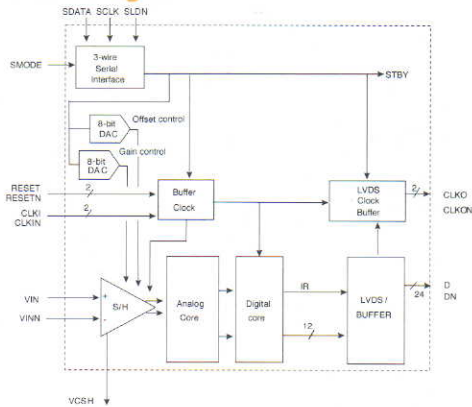 SDATA SCLK SLDN
SMODE
3-wire
Serial
Interface
STBY
8-bit
DAC
Offset control
8-bit
DAC
Gain control
RESET
RESETN
2
CLKI
CLKIN
2
Buffer
Clock
LVDS
Clock
Buffer
2
CLKO
CLKON
VIN
VINN
+
-
S/H
Analog
Core
Digital
core
IR
12
LVDS /
BUFFER
24
D
DN
VCSH